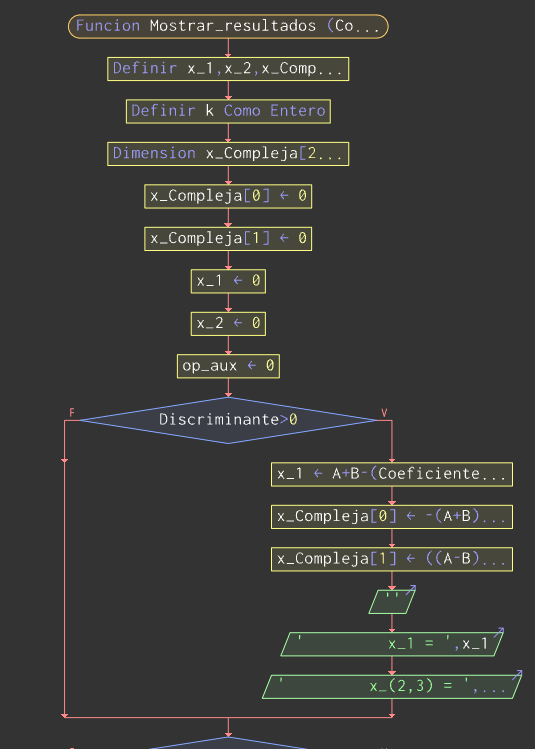 Funcion Mostrar_resultados (Co...
Definir x_1,x_2,x_Comp...
Definir k Como Entero
Dimension x_Compleja[2...
x_Compleja[0] ← 0
x_Compleja[1] ← 0
x_1 ← 0
x_2 ← 0
op_aux ← 0
F
V
Discriminante>0
x_1 ← A+B-(Coeficiente...
x_Compleja[0] ← -(A+B)...
x_Compleja[1] ← ((A-B)...
''
' x_1 = ',x_1
' x_(2,3) = ',...